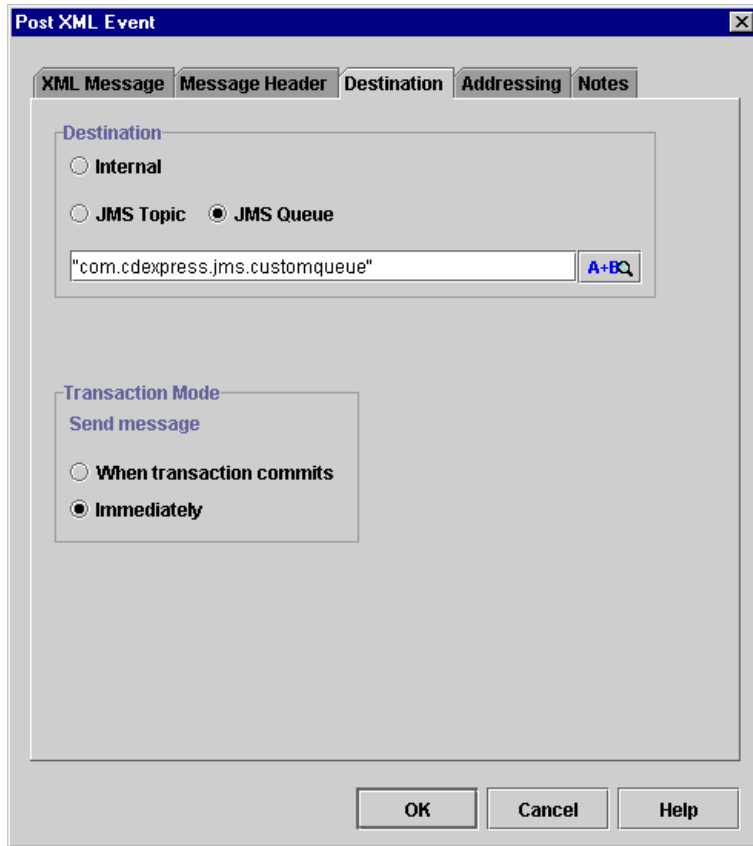 Post XML Event
XML Message Message Header Destination Addressing Notes
Destination
Internal
JMS Topic JMS Queue
"com.cdexpress.jms.customqueue" A+B
Transaction Mode
Send message
When transaction commits
Immediately
OK Cancel Help